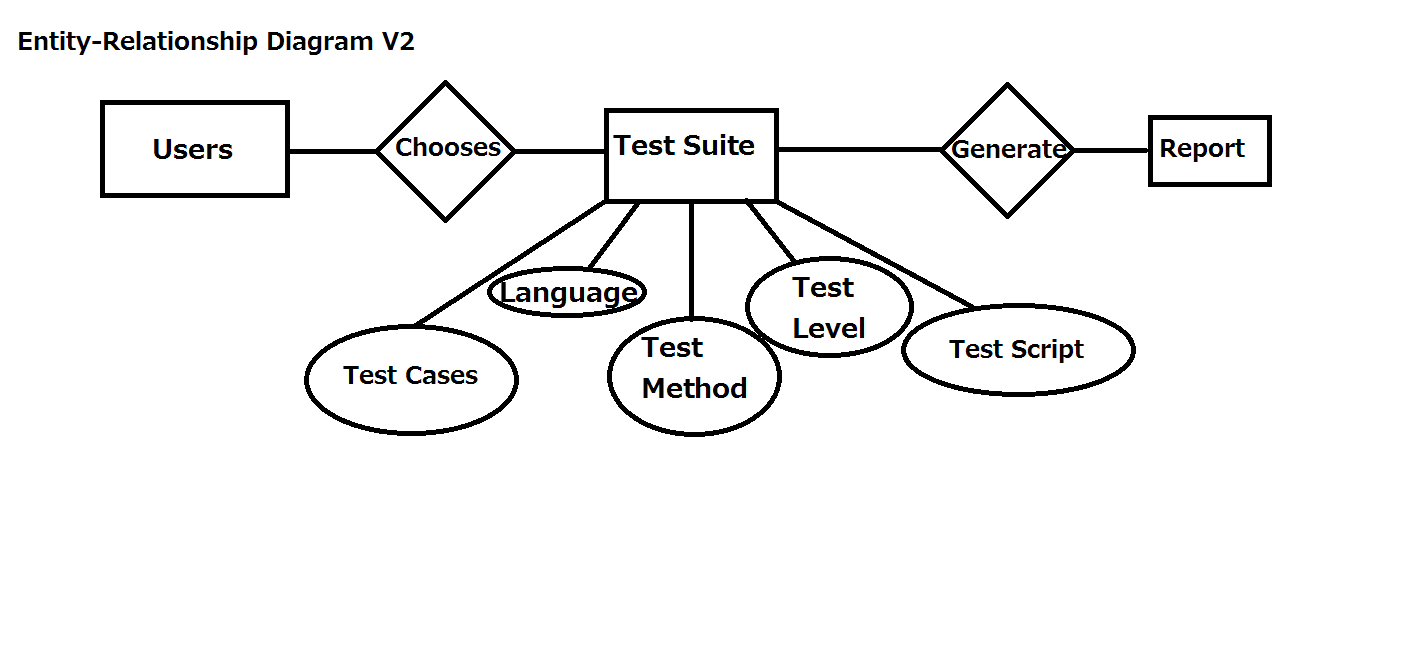 Entity-Relationship Diagram V2
Users
Chooses
Test Suite
Generate
Report
Language
Test
Level
Test Cases
Test
Method
Test Script